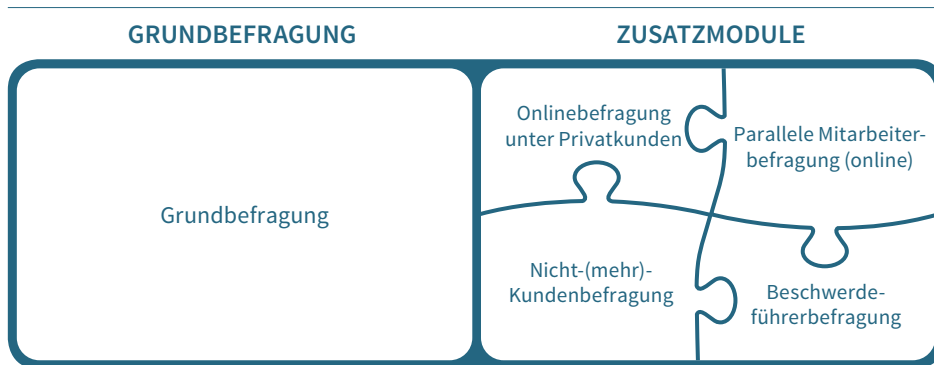 GRUNDBEFRAGUNG
ZUSATZMODULE
Grundbefragung
Onlinebefragung
unter Privatkunden
Parallele Mitarbeiter-
befragung (online)
Nicht-(mehr)-
Kundenbefragung
Beschwerde-
führerbefragung